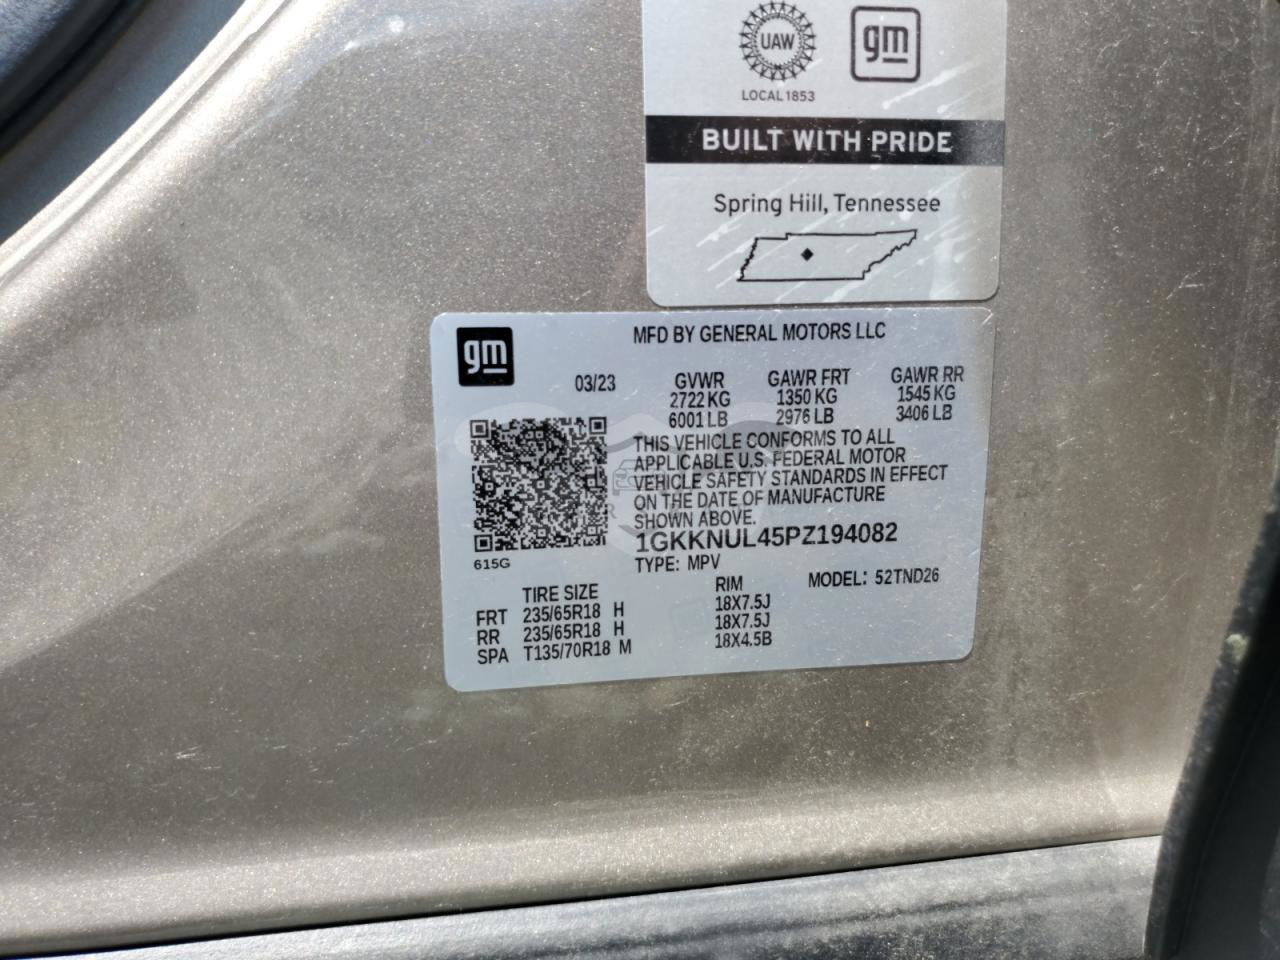 UAW
gm
LOCAL 1853
BUILT WITH PRIDE
Spring Hill, Tennessee
gm
MFD BY GENERAL MOTORS LLC
03/23 GVWR GAWR FRT GAWR RR
2722 KG 1350 KG 1545 KG
6001 LB 2976 LB 3406 LB
THIS VEHICLE CONFORMS TO ALL
APPLICABLE U.S. FEDERAL MOTOR
VEHICLE SAFETY STANDARDS IN EFFECT
ON THE DATE OF MANUFACTURE
SHOWN ABOVE.
1GKKNUL45PZ194082
615G TYPE: MPV MODEL: 52TND26
TIRE SIZE RIM
FRT 235/65R18 H 18X7.5J
RR 235/65R18 H 18X7.5J
SPA T135/70R18 M 18X4.5B